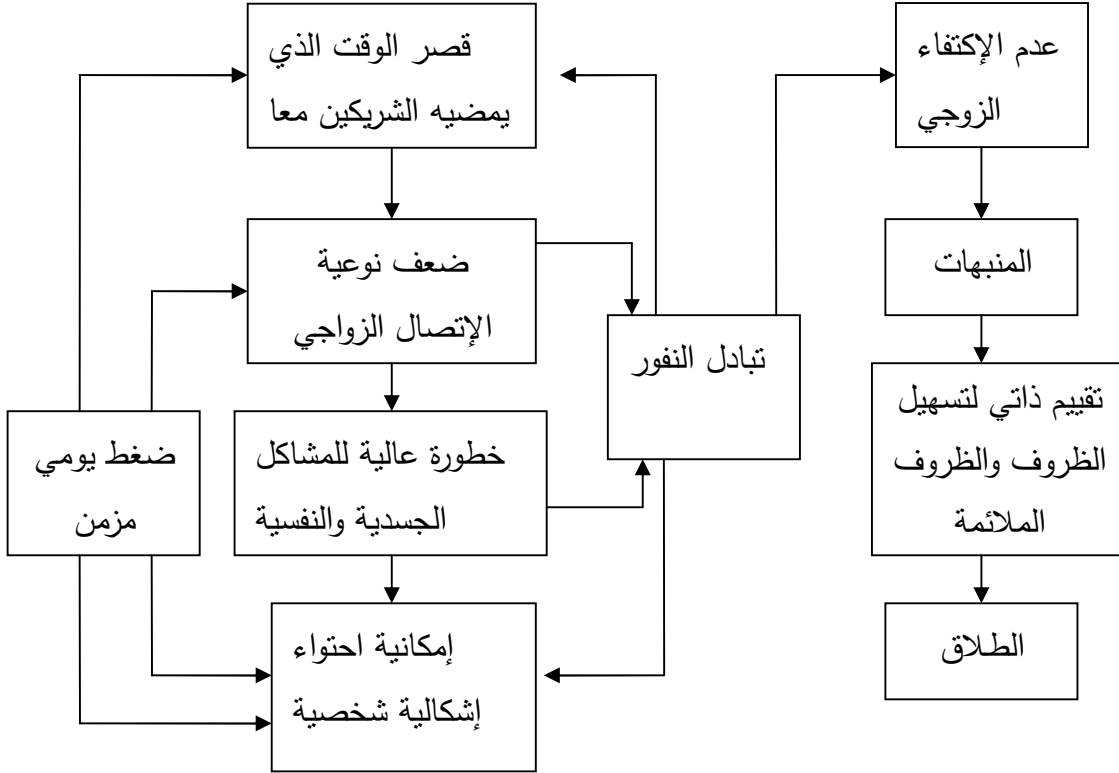 قصر الوقت الذي
يمضيه الشريكين معا
عدم الإكتفاء
الزوجي
ضعف نوعية
الإتصال الزواجي
المنبهات
تبادل النفور
ضغط يومي
مزمن
خطورة عالية للمشاكل
الجسدية والنفسية
تقييم ذاتي لتسهيل
الظروف والظروف
الملائمة
إمكانية احتواء
إشكالية شخصية
الطلاق